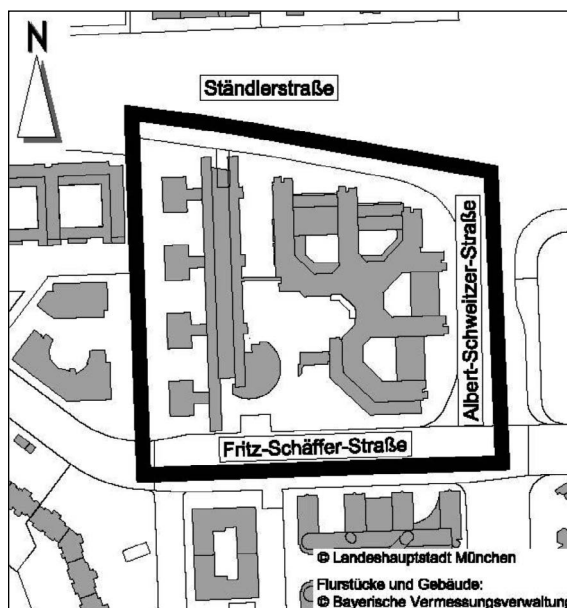 N
Ständlerstraße
Albert-Schweitzer-Straße
Fritz-Schäffer-Straße
© Landeshauptstadt München
Flurstücke und Gebäude:
© Bayerische Vermessungsverwaltung